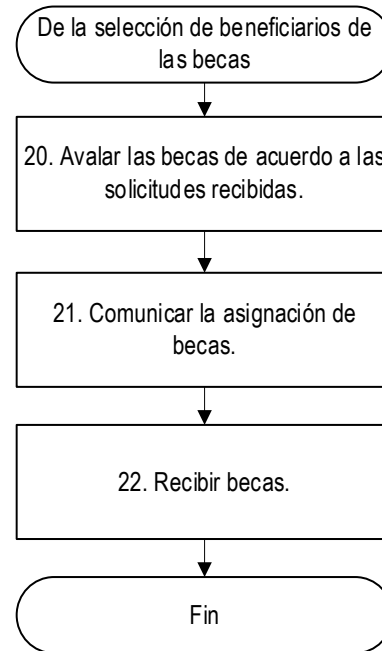 De la selección de beneficiarios de
las becas
20. Avalar las becas de acuerdo a las
solicitudes recibidas.
21. Comunicar la asignación de
becas.
22. Recibir becas.
Fin